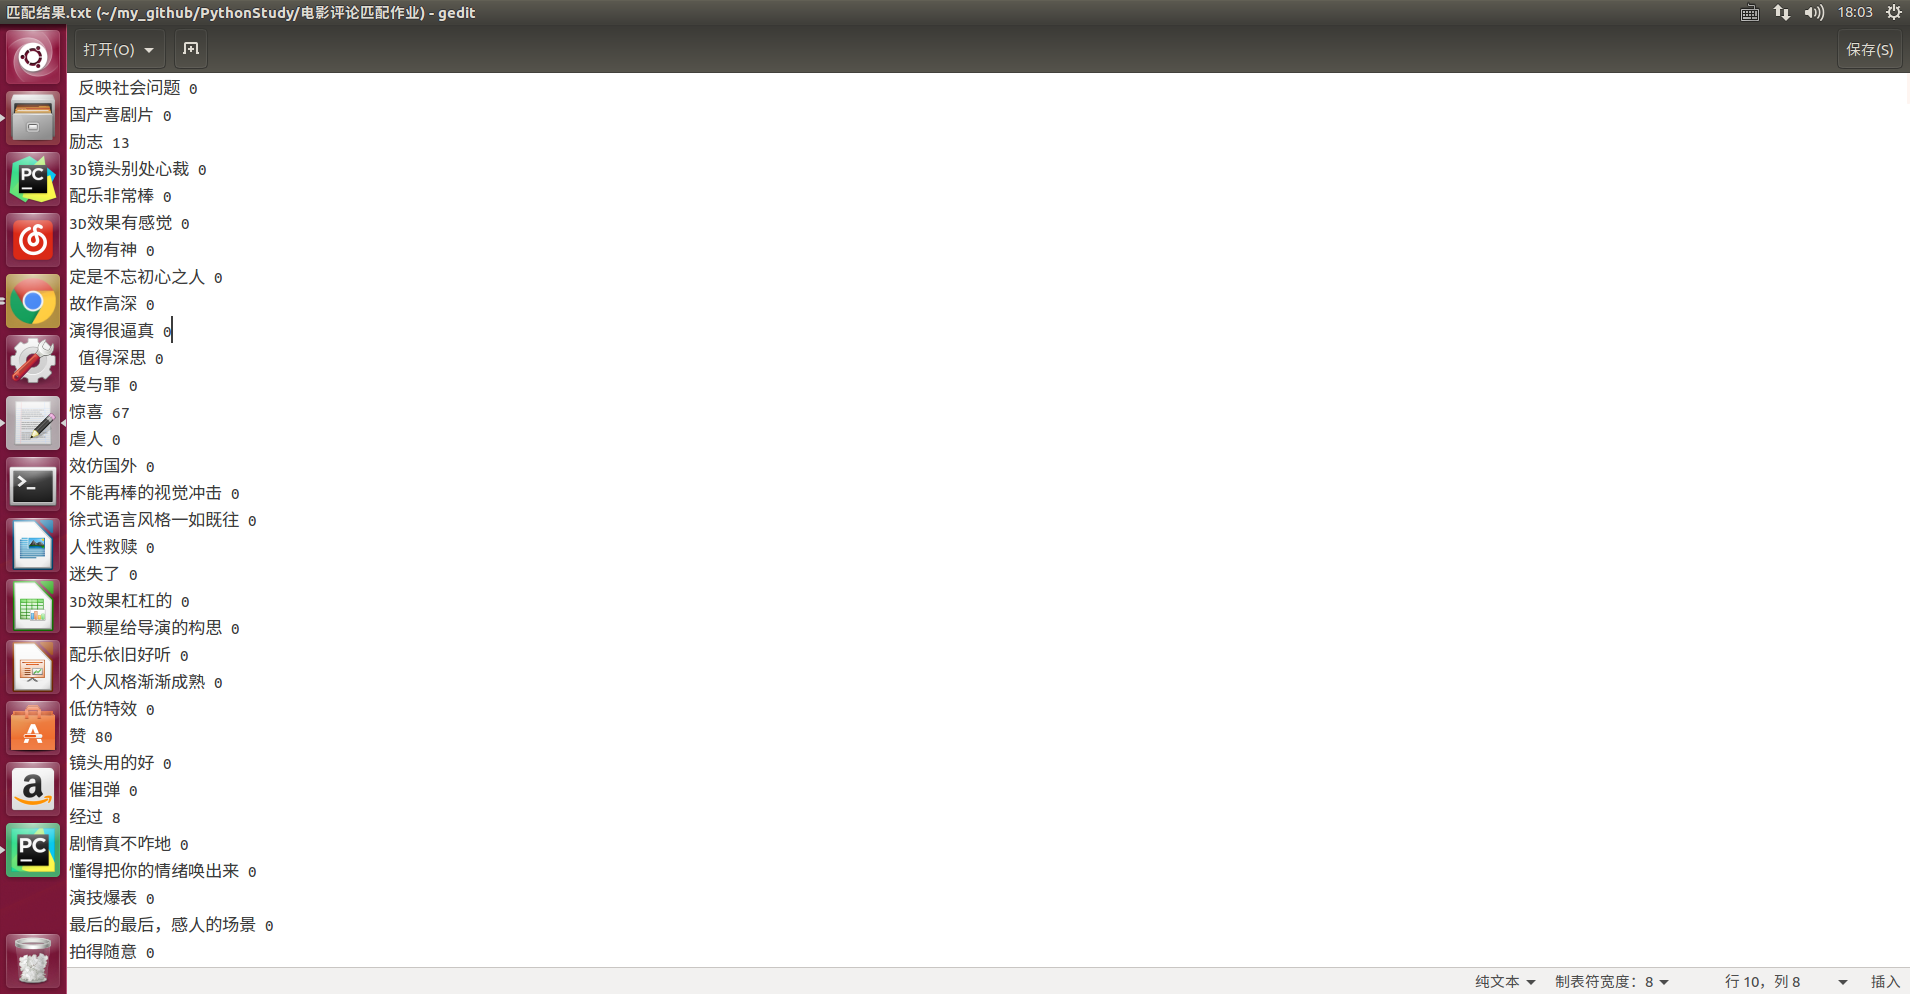 匹配结果.txt (~/my_github/PythonStudy/电影评论匹配作业) - gedit
18:03
打开(O)
保存(S)
反映社会问题 0
国产喜剧片 0
励志 13
3D镜头别处心裁 0
配乐非常棒 0
3D效果有感觉 0
人物有神 0
定是不忘初心之人 0
故作高深 0
演得很逼真 0
值得深思 0
爱与罪 0
惊喜 67
虐人 0
效仿国外 0
不能再棒的视觉冲击 0
徐式语言风格一如既往 0
人性救赎 0
迷失了 0
3D效果杠杠的 0
一颗星给导演的构思 0
配乐依旧好听 0
个人风格渐渐成熟 0
低仿特效 0
赞 80
镜头用的好 0
催泪弹 0
经过 8
剧情真不咋地 0
懂得把你的情绪唤出来 0
演技爆表 0
最后的最后，感人的场景 0
拍得随意 0
PC
PC
纯文本 制表符宽度：8 行 10，列 8 插入